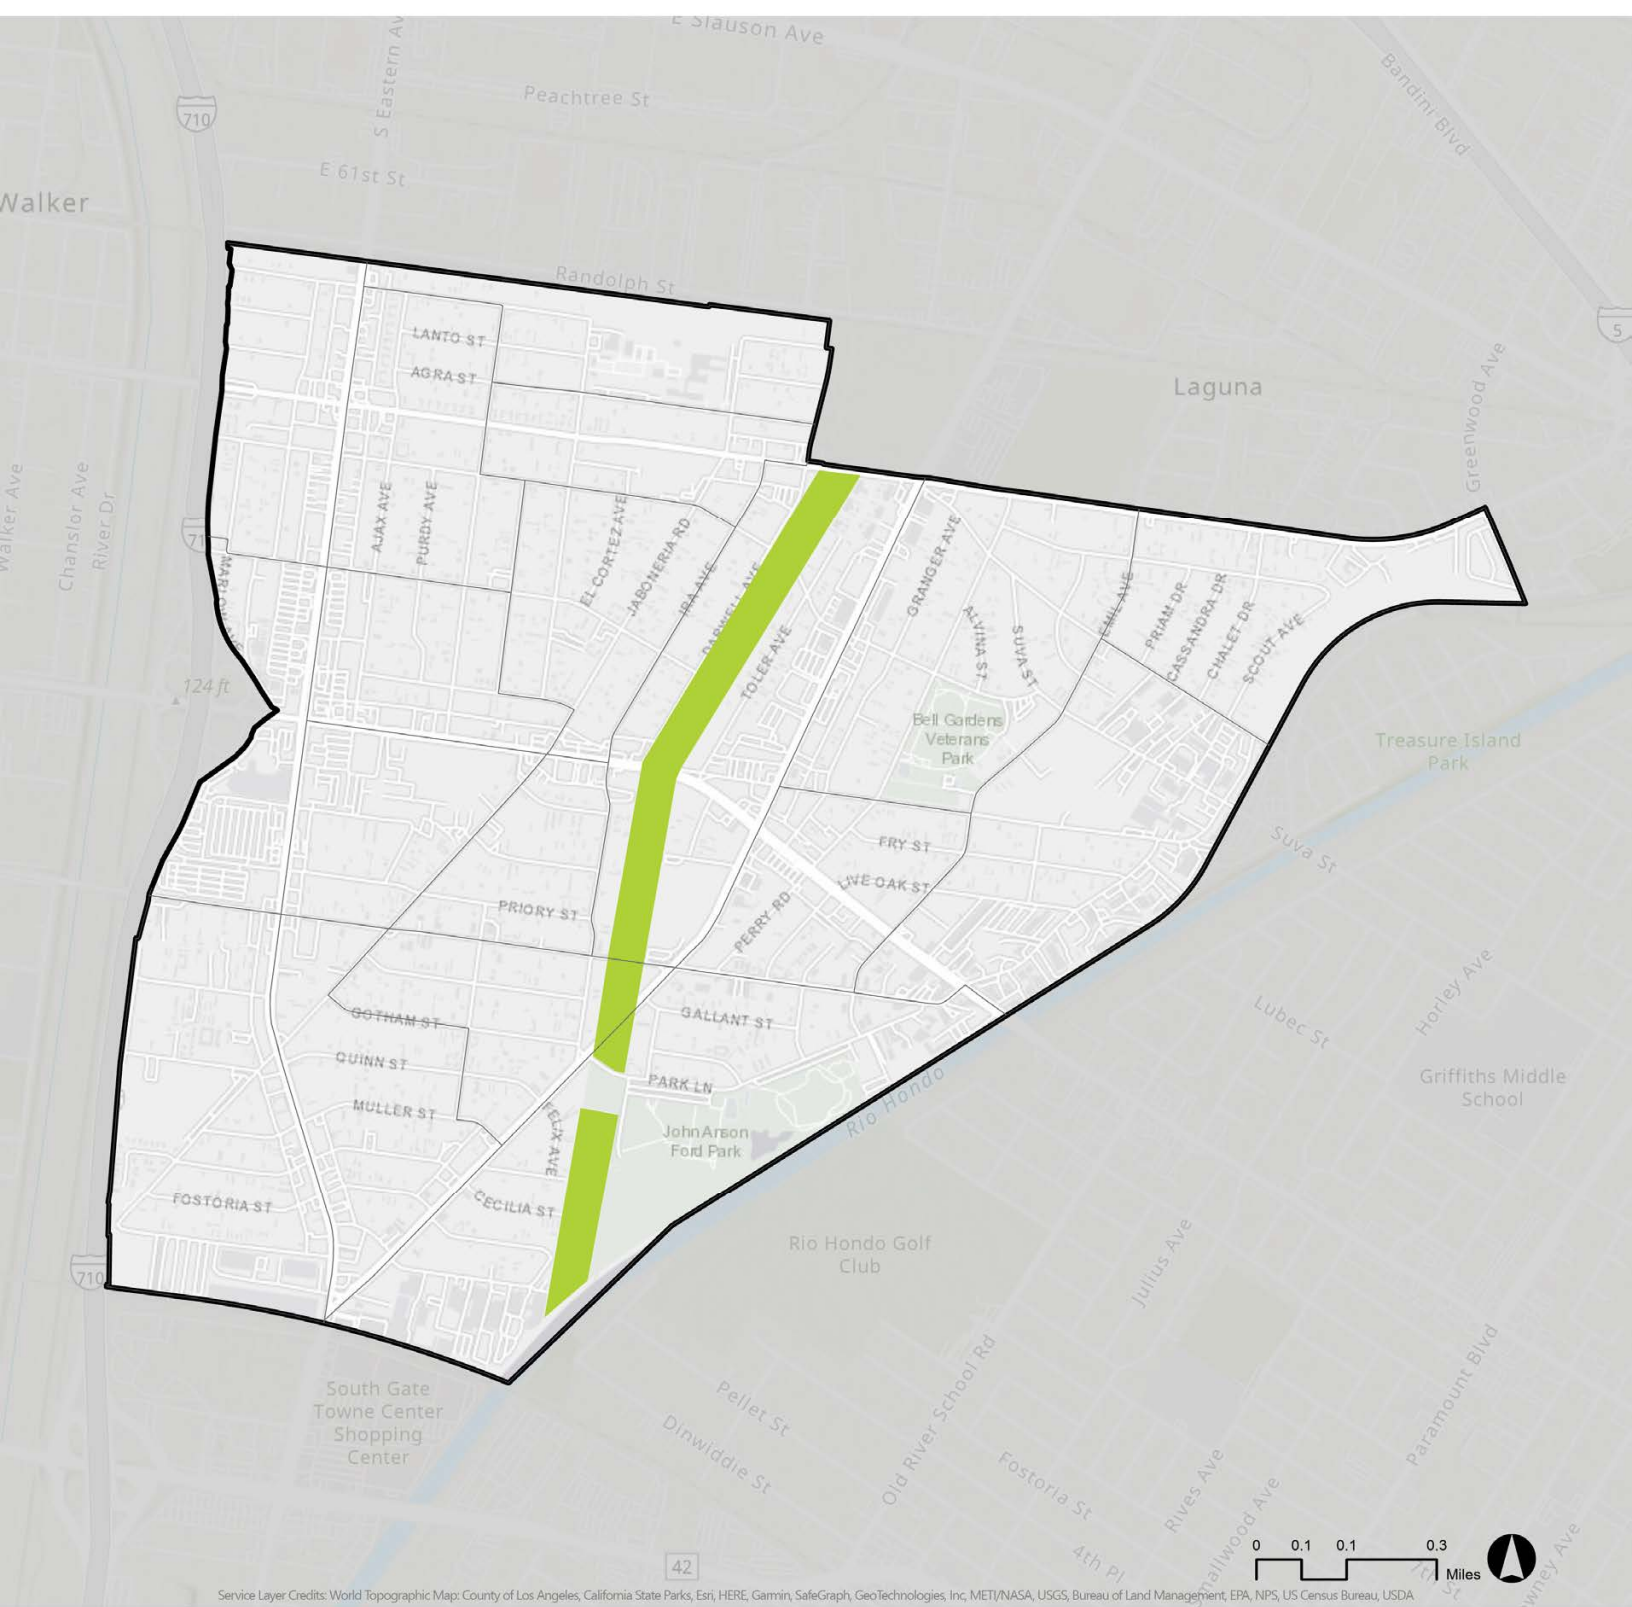 E Slauson Ave
S Eastern Av
Peachtree St
Bandini Blvd
710
E 61st St
Walker
Randolph St
5
LANTO ST
AGRA ST
Laguna
Greenwood Ave
Walker Ave
Chanslor Ave
River Dr
AJAX AVE
PURDY AVE
EL CORTEZ AVE
JABONERIA RD
IRA AVE
DARWELL AVE
TOLER AVE
GRANGER AVE
ALVINA ST
SUVA ST
EMIL AVE
PRIAM DR
CASSANDRA DR
CHALET DR
SCOUT AVE
71
124 ft
Bell Gardens
Veterans
Park
Treasure Island
Park
FRY ST
LIVE OAK ST
Suva St
PRIORY ST
PERRY RD
GOTHAM ST
GALLANT ST
Horley Ave
Lubec St
QUINN ST
PARK LN
MULLER ST
FELIX AVE
John Anson
Ford Park
Rio Hondo
Griffiths Middle
School
FOSTORIA ST
CECILIA ST
Rio Hondo Golf
Club
Julius Ave
710
South Gate
Towne Center
Shopping
Center
Pellet St
Dinwiddie St
Old River School Rd
Fostoria St
Paramount Blvd
Rives Ave
Smallwood Ave
4th Pl
7th St
wney Ave
42
0 0.1 0.1 0.3
Miles
Service Layer Credits: World Topographic Map: County of Los Angeles, California State Parks, Esri, HERE, Garmin, SafeGraph, GeoTechnologies, Inc, METI/NASA, USGS, Bureau of Land Management, EPA, NPS, US Census Bureau, USDA